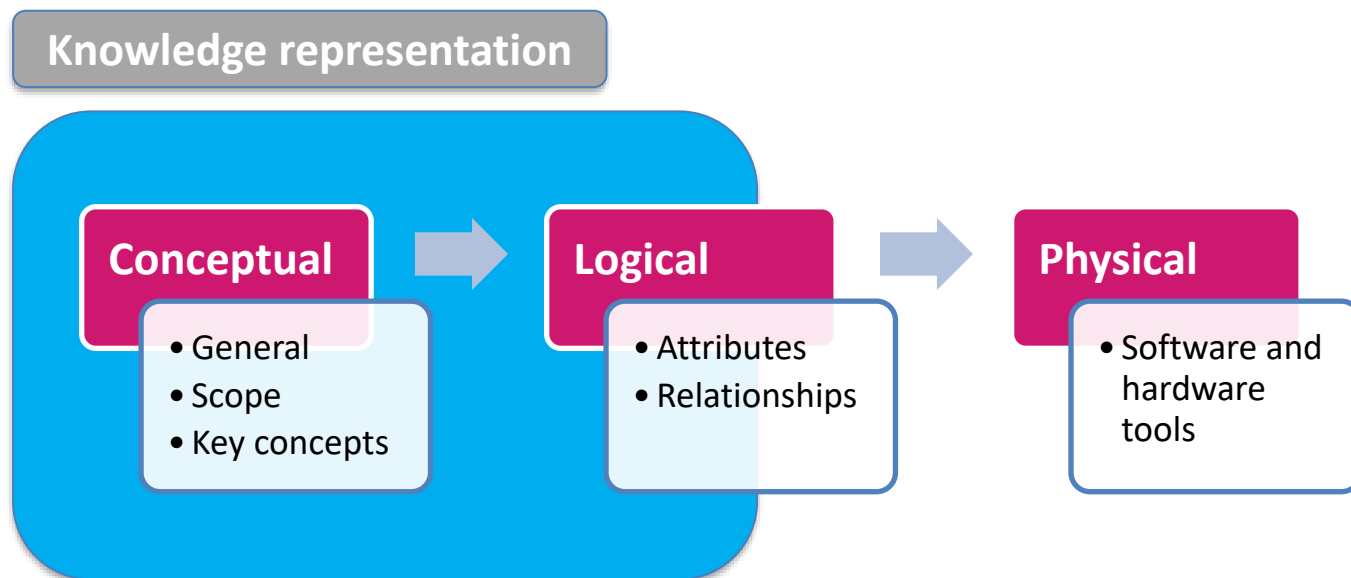 Knowledge representation
Conceptual
• General
• Scope
• Key concepts
Logical
• Attributes
• Relationships
Physical
• Software and
hardware
tools